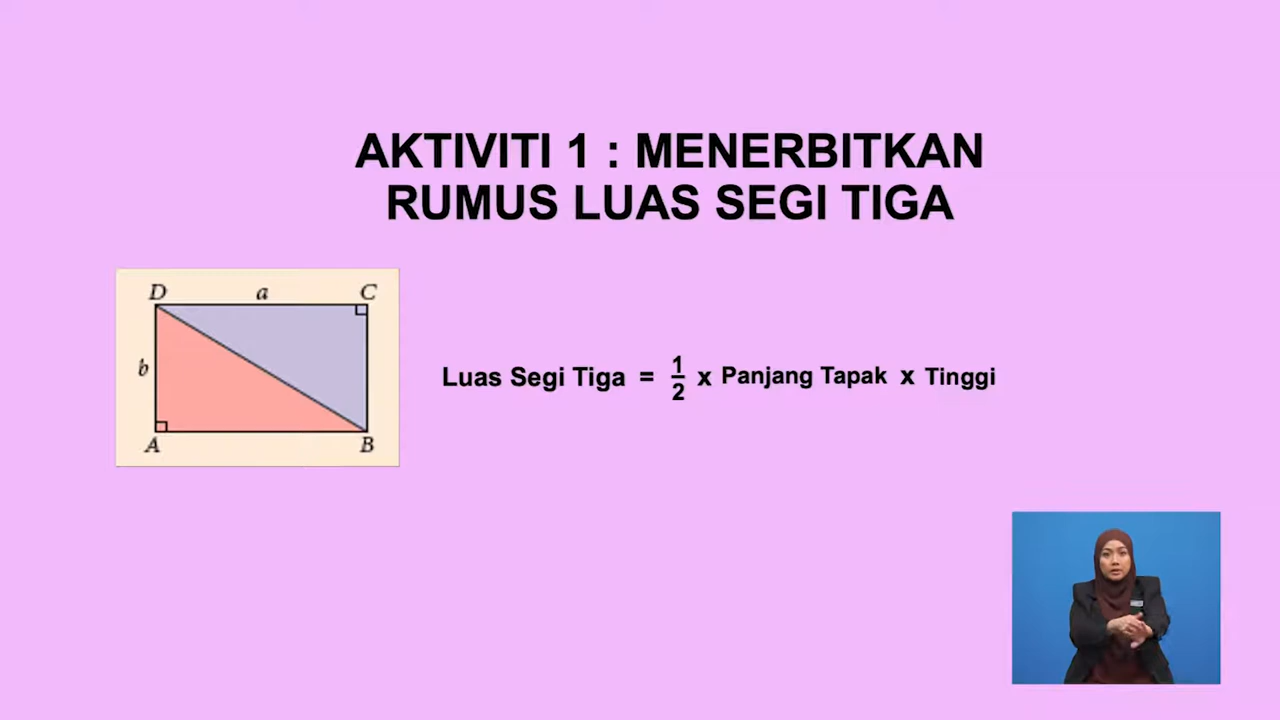 AKTIVITI 1 : MENERBITKAN
RUMUS LUAS SEGI TIGA
D a C
b
A B
Luas Segi Tiga = 1/2 x Panjang Tapak x Tinggi